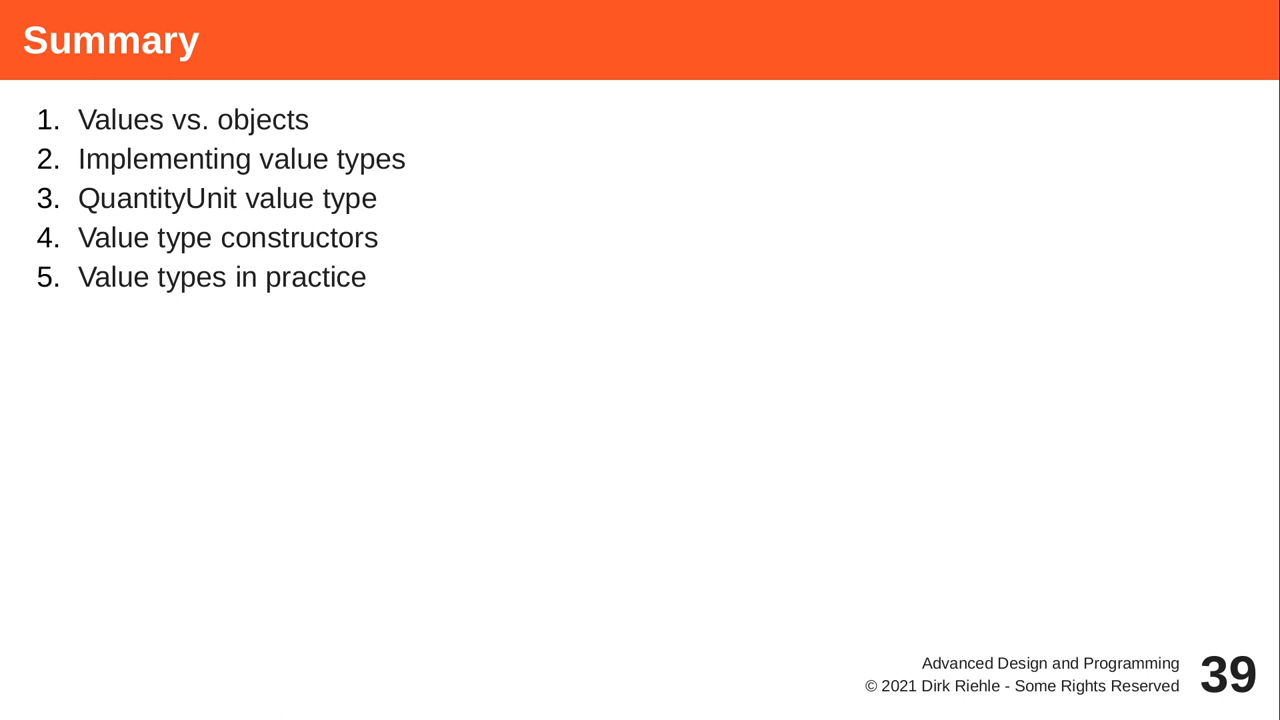 Summary
1. Values vs. objects
2. Implementing value types
3. QuantityUnit value type
4. Value type constructors
5. Value types in practice
Advanced Design and Programming
© 2021 Dirk Riehle - Some Rights Reserved
39